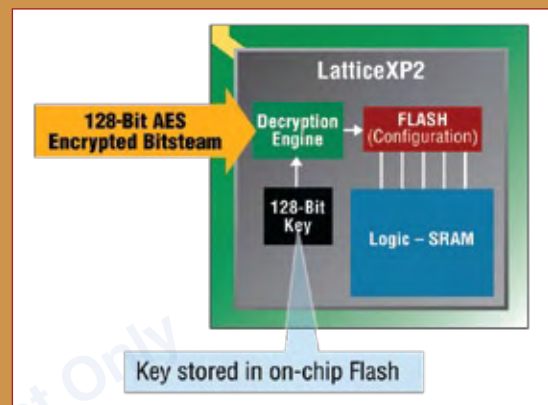 LatticeXP2
128-Bit AES
Encrypted Bitsteam
Decryption
Engine
FLASH
(Configuration)
128-Bit
Key
Logic – SRAM
Key stored in on-chip Flash
Only